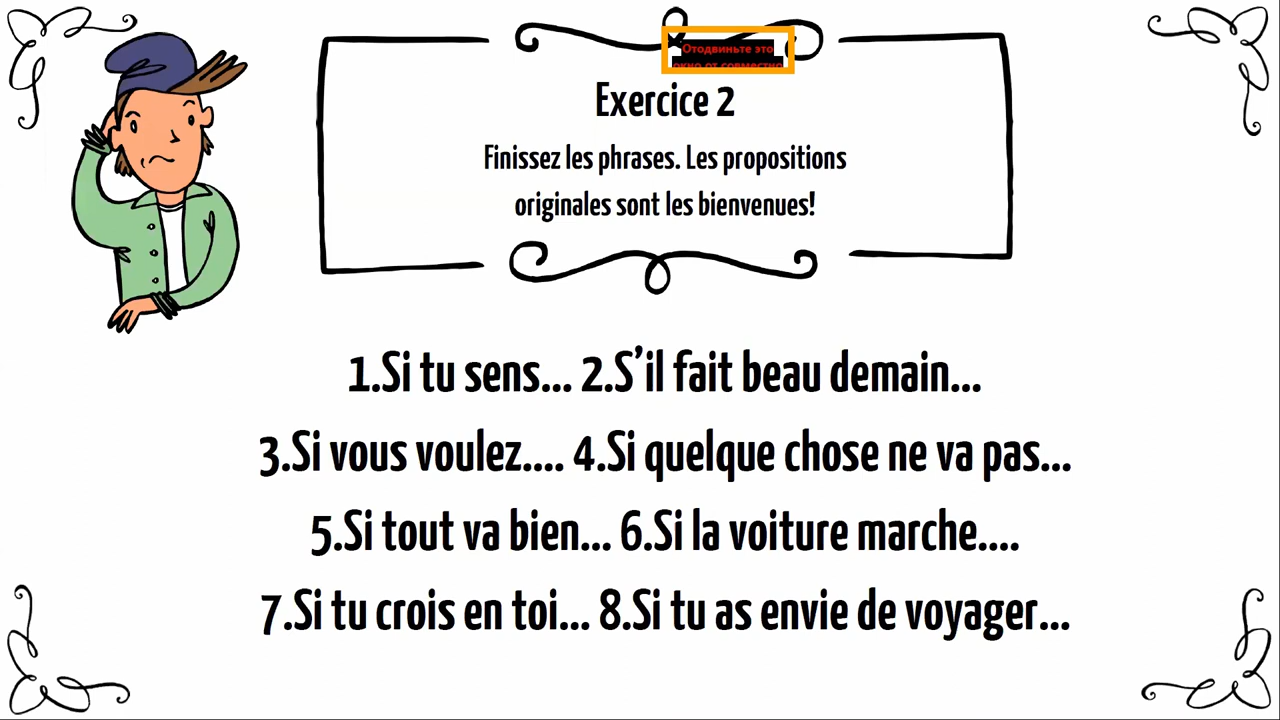 Отодвиньте это
окно от совместно
Exercice 2
Finissez les phrases. Les propositions
originales sont les bienvenues!
1.Si tu sens... 2.S’il fait beau demain...
3.Si vous voulez.... 4.Si quelque chose ne va pas...
5.Si tout va bien... 6.Si la voiture marche....
7.Si tu crois en toi... 8.Si tu as envie de voyager...